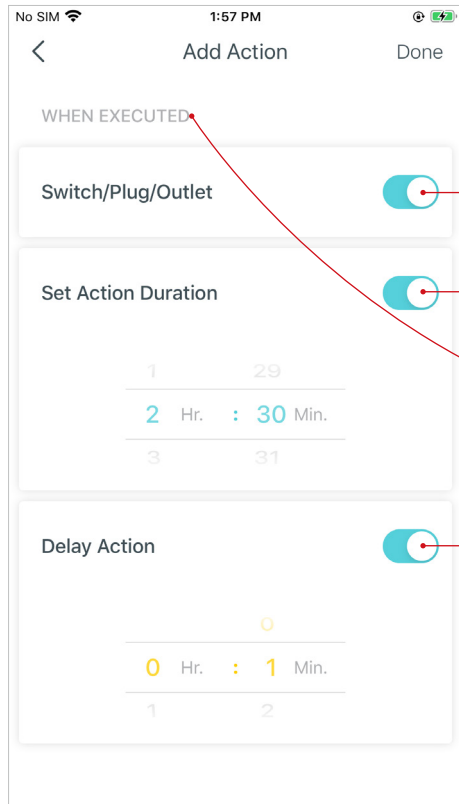 No SIM 1:57 PM
Add Action Done
WHEN EXECUTED
Switch/Plug/Outlet
Set Action Duration
1 29
2 Hr. : 30 Min.
3 31
Delay Action
0
0 Hr. : 1 Min.
1 2